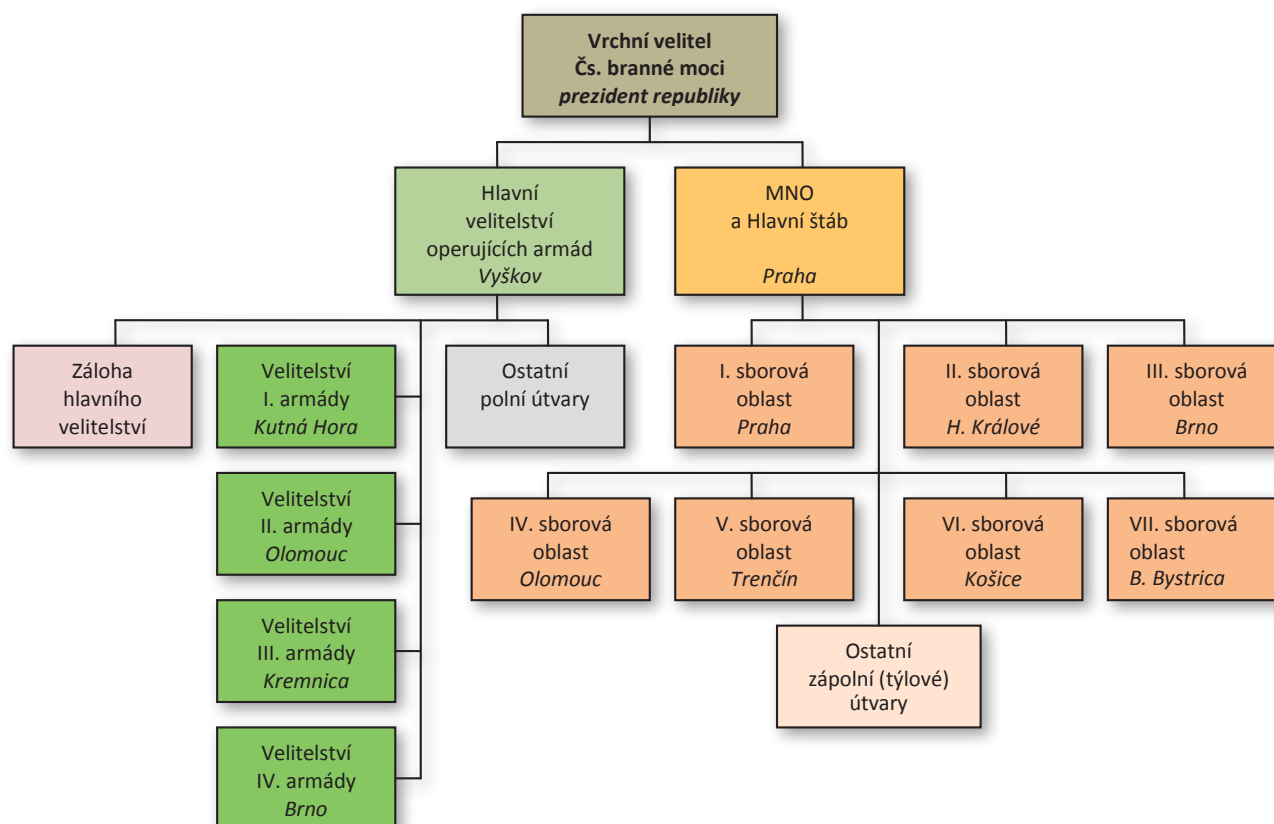 Vrchní velitel
Čs. branné moci
prezident republiky
Hlavní
velitelství
operujících armád
Vyškov
MNO
a Hlavní štáb
Praha
Záloha
hlavního
velitelství
Velitelství
I. armády
Kutná Hora
Ostatní
polní útvary
I. sborová
oblast
Praha
II. sborová
oblast
H. Králové
III. sborová
oblast
Brno
Velitelství
II. armády
Olomouc
IV. sborová
oblast
Olomouc
V. sborová
oblast
Trenčín
VI. sborová
oblast
Košice
VII. sborová
oblast
B. Bystrica
Velitelství
III. armády
Kremnica
Ostatní
zápolní (týlové)
útvary
Velitelství
IV. armády
Brno